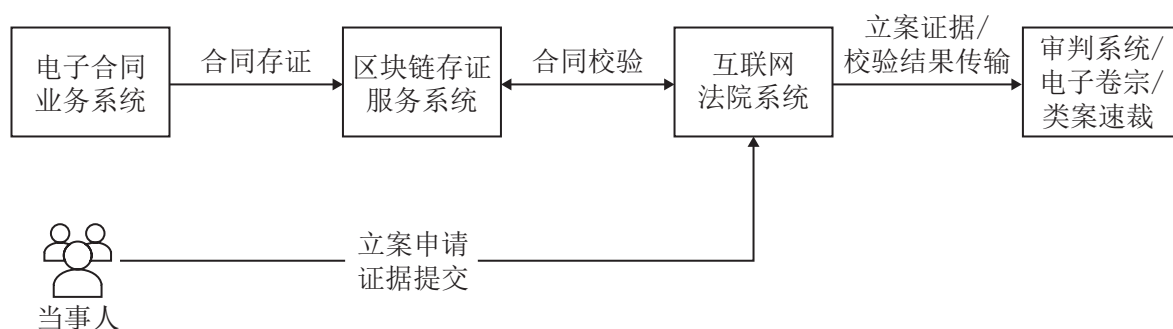 电子合同
业务系统
合同存证
区块链存证
服务系统
合同校验
互联网
法院系统
立案证据/
校验结果传输
审判系统/
电子卷宗/
类案速裁
当事人
立案申请
证据提交